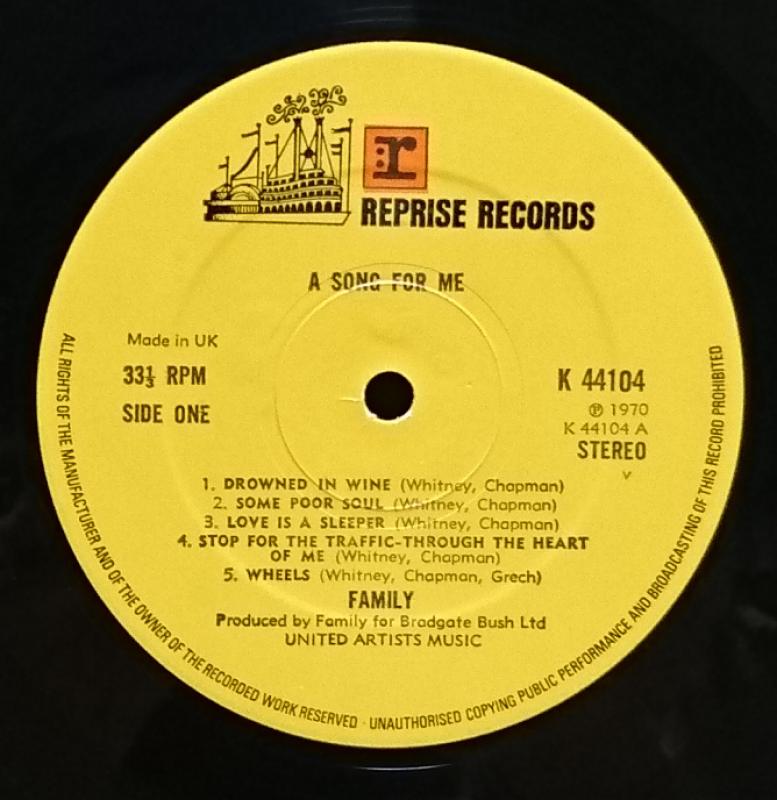 r
REPRISE RECORDS
A SONG FOR ME
Made in UK
33⅓ RPM
SIDE ONE
K 44104
℗ 1970
K 44104 A
STEREO
V
1. DROWNED IN WINE (Whitney, Chapman)
2. SOME POOR SOUL (Whitney, Chapman)
3. LOVE IS A SLEEPER (Whitney, Chapman)
4. STOP FOR THE TRAFFIC-THROUGH THE HEART
OF ME (Whitney, Chapman)
5. WHEELS (Whitney, Chapman, Grech)
FAMILY
Produced by Family for Bradgate Bush Ltd
UNITED ARTISTS MUSIC
ALL RIGHTS OF THE MANUFACTURER AND OF THE OWNER OF THE RECORDED WORK RESERVED · UNAUTHORISED COPYING PUBLIC PERFORMANCE AND BROADCASTING OF THIS RECORD PROHIBITED